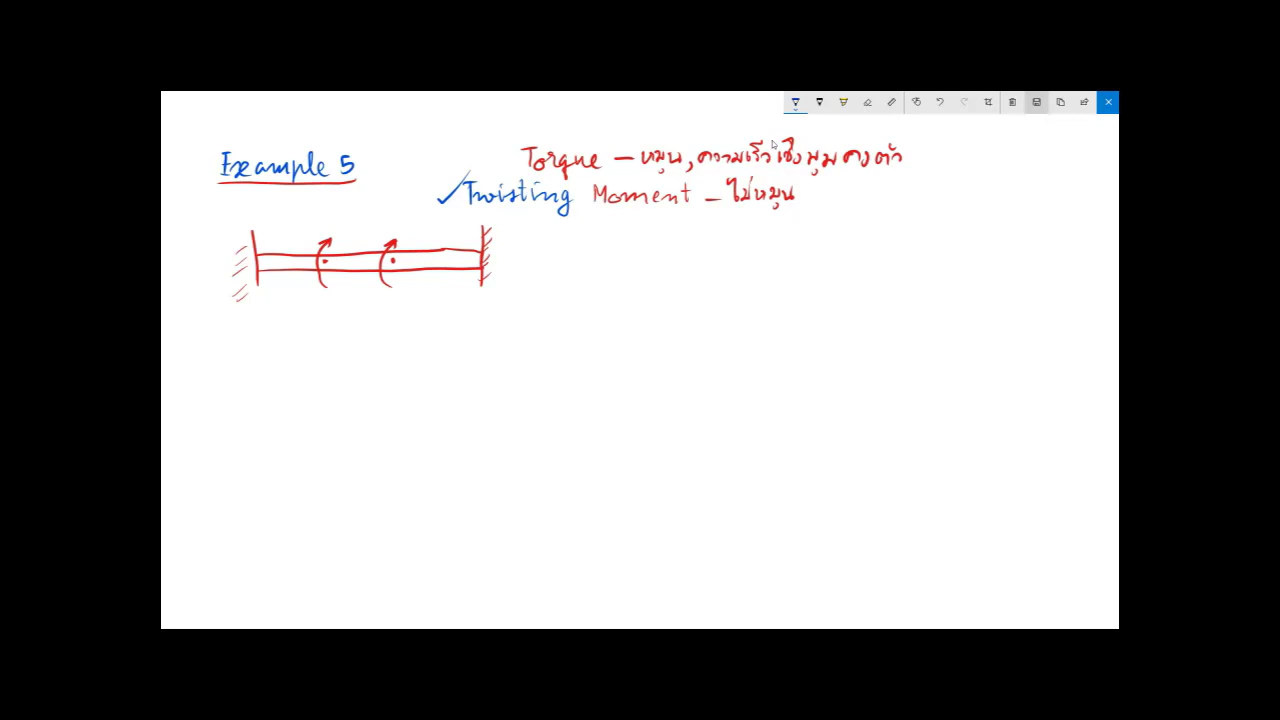 Example 5
Torque – หมุน, ความเร็วเชิงมุมคงตัว
Twisting Moment – ไม่หมุน